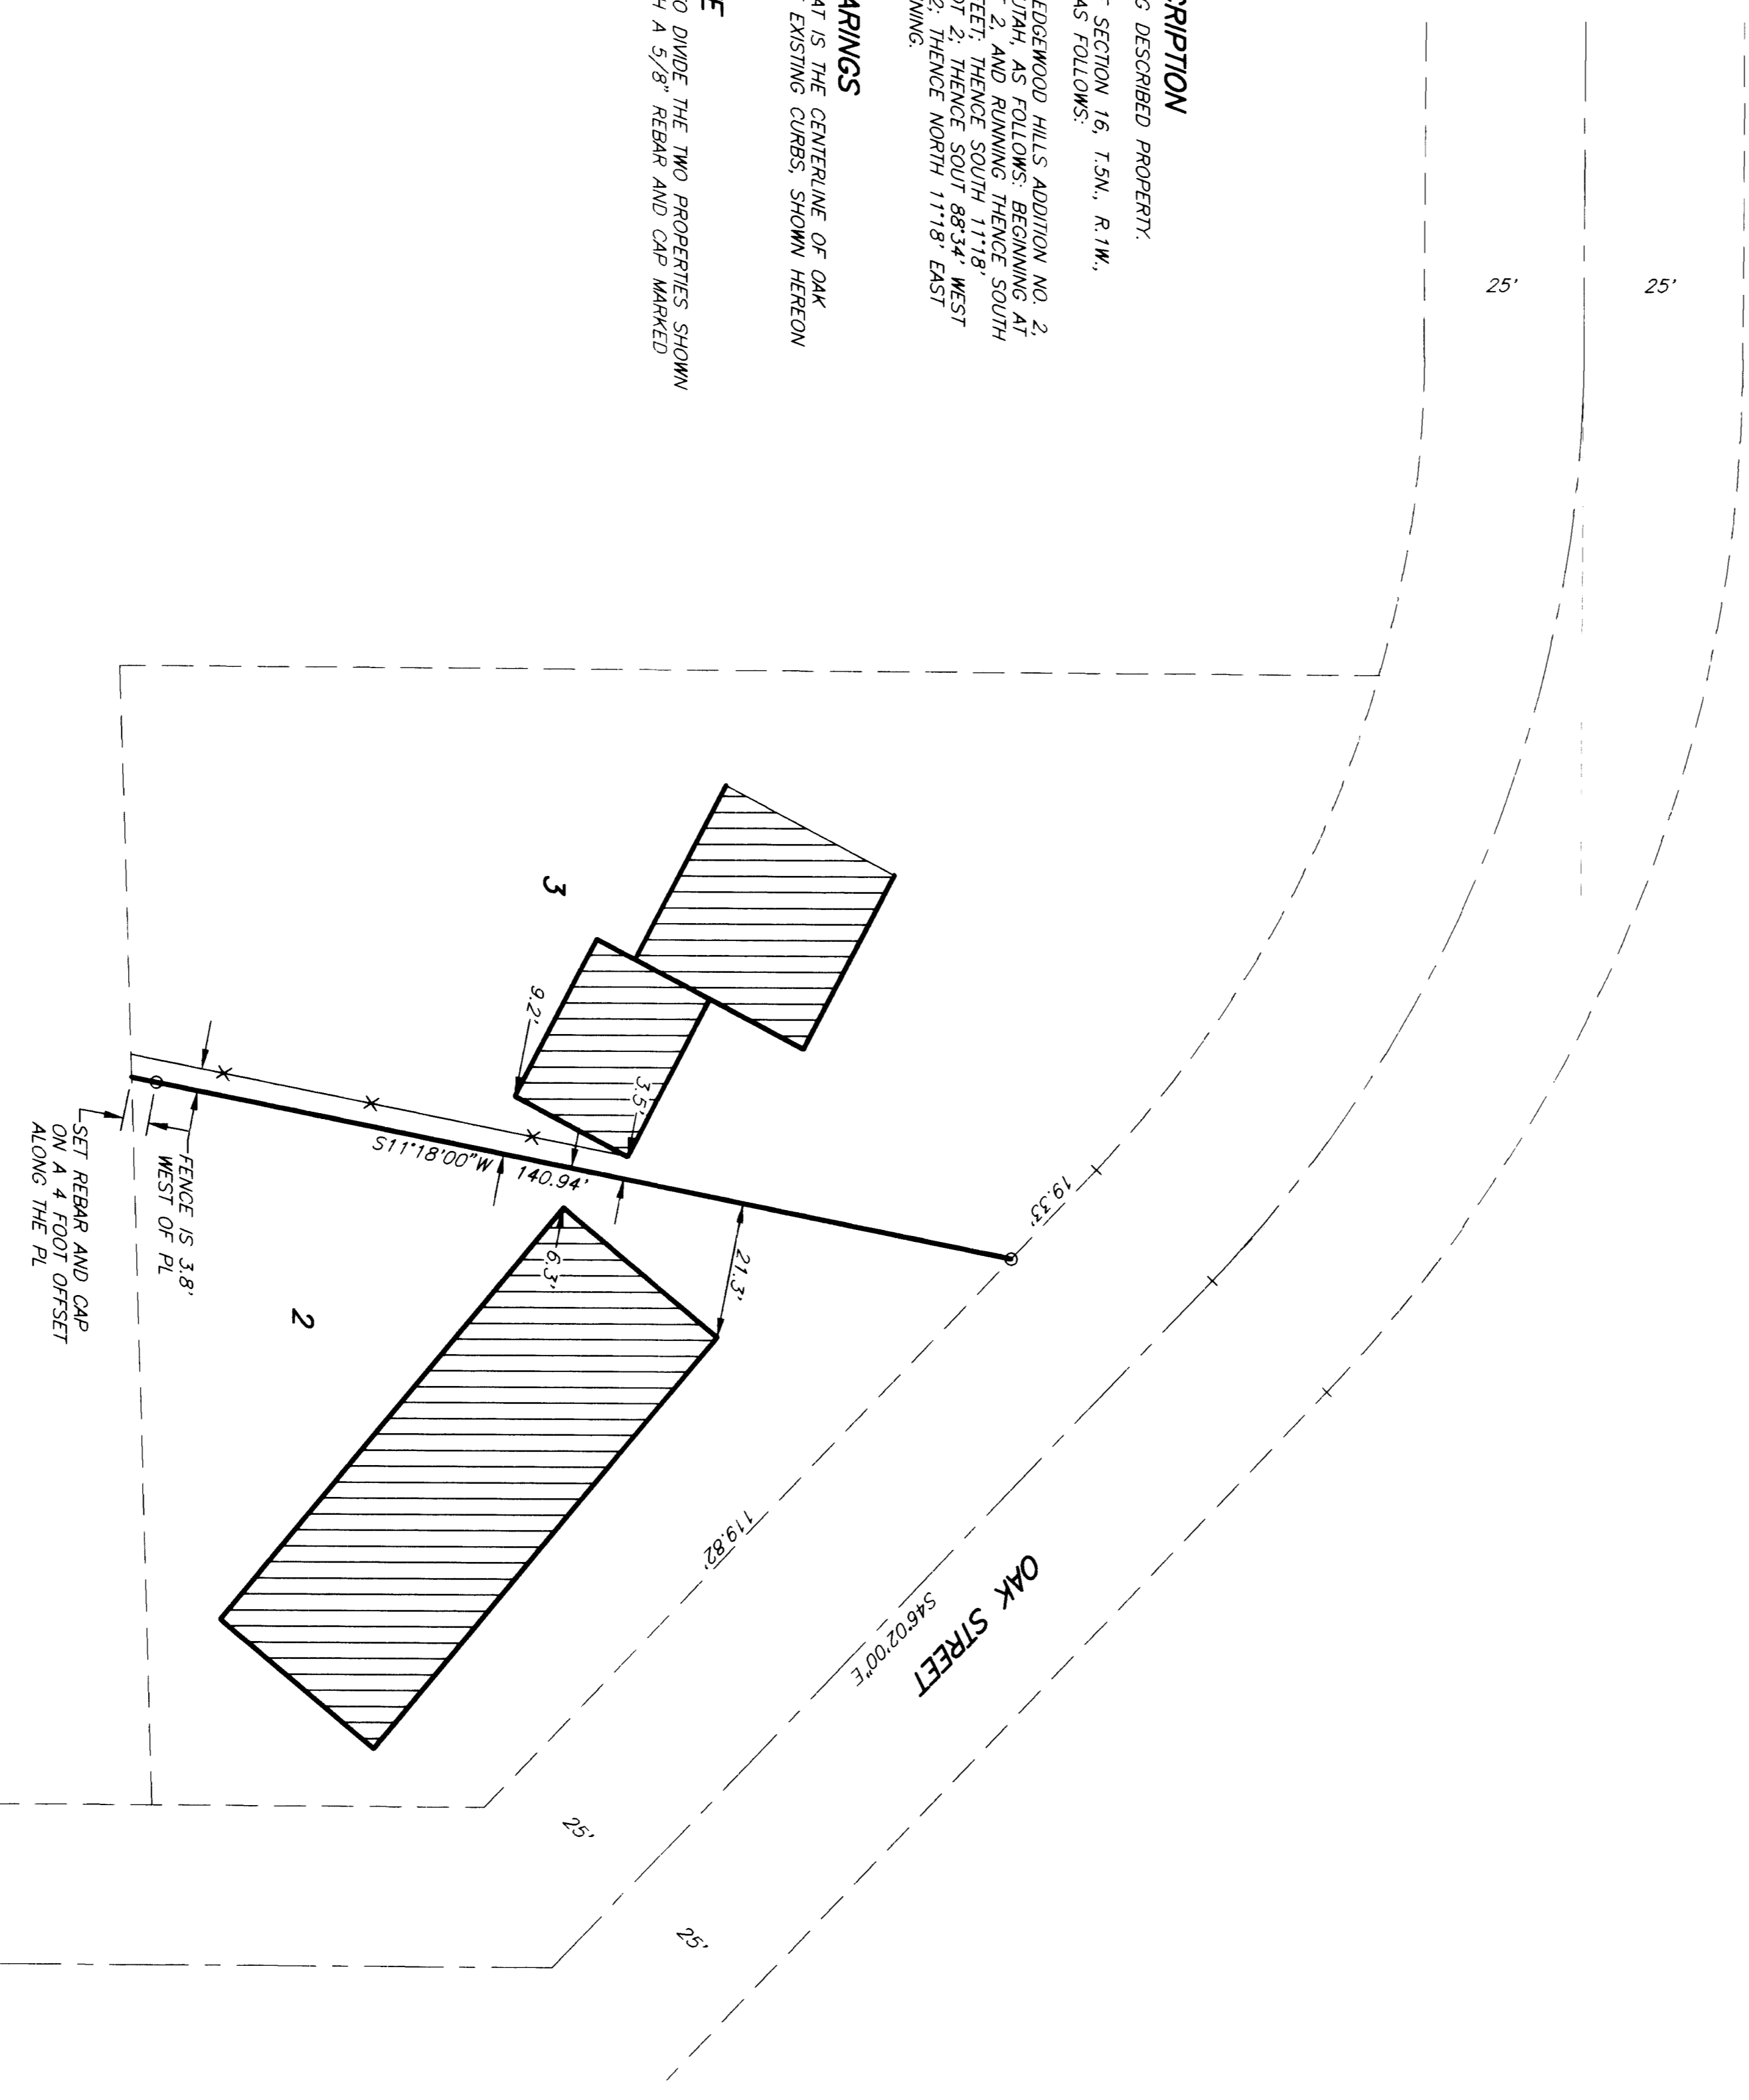 CRIPTION
G DESCRIBED PROPERTY.
SECTION 16, T.5N., R.1W.,
AS FOLLOWS:
EDGEWOOD HILLS ADDITION NO. 2,
UTAH, AS FOLLOWS: BEGINNING AT
2, AND RUNNING THENCE SOUTH
EET; THENCE SOUTH 11°18'
OT 2; THENCE SOUT 88°34' WEST
2; THENCE NORTH 11°18' EAST
NING.
ARINGS
AT IS THE CENTERLINE OF OAK
EXISTING CURBS, SHOWN HEREON
E
TO DIVIDE THE TWO PROPERTIES SHOWN
H A 5/8" REBAR AND CAP MARKED
25'
25'
3
9.2'
3.5'
19.33'
S11°18'00"W
140.94'
21.3'
6.3'
FENCE IS 3.8'
WEST OF PL
SET REBAR AND CAP
ON A 4 FOOT OFFSET
ALONG THE PL
2
119.82'
OAK STREET
S46°02'00"E
25'
25'